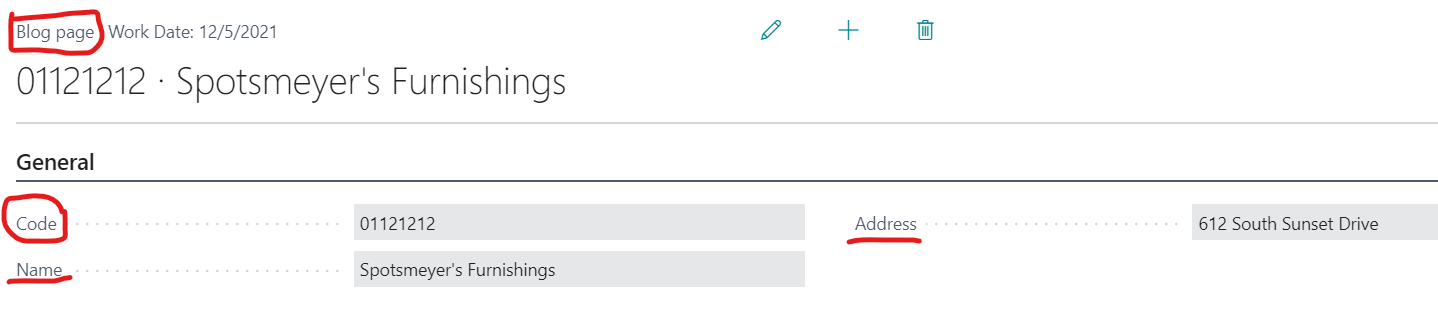 Blog page Work Date: 12/5/2021
01121212 · Spotsmeyer's Furnishings
General
Code 01121212 Address 612 South Sunset Drive
Name Spotsmeyer's Furnishings